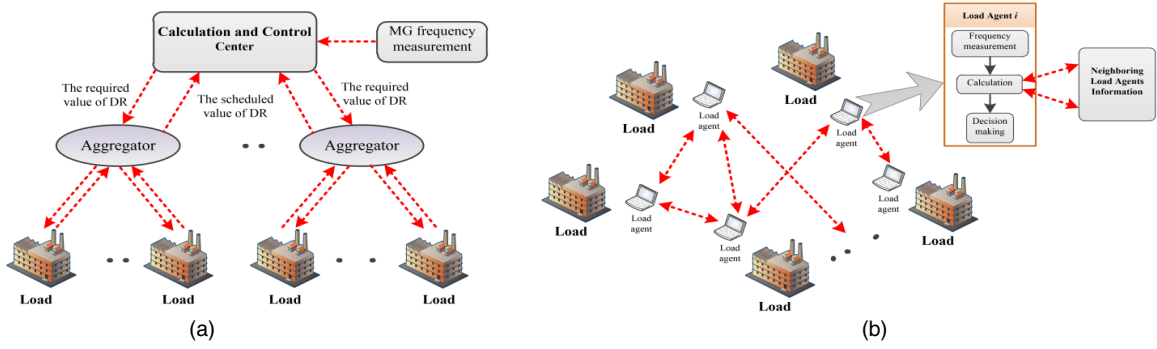 Calculation and Control
Center
MG frequency
measurement
The required
value of DR
The scheduled
value of DR
The required
value of DR
Aggregator
Aggregator
Load
Load
Load
Load
(a)
Load Agent i
Frequency
measurement
Calculation
Decision
making
Neighboring
Load Agents
Information
Load
Load
Load
agent
Load
agent
Load
Load
agent
Load
agent
Load
agent
Load
Load
(b)